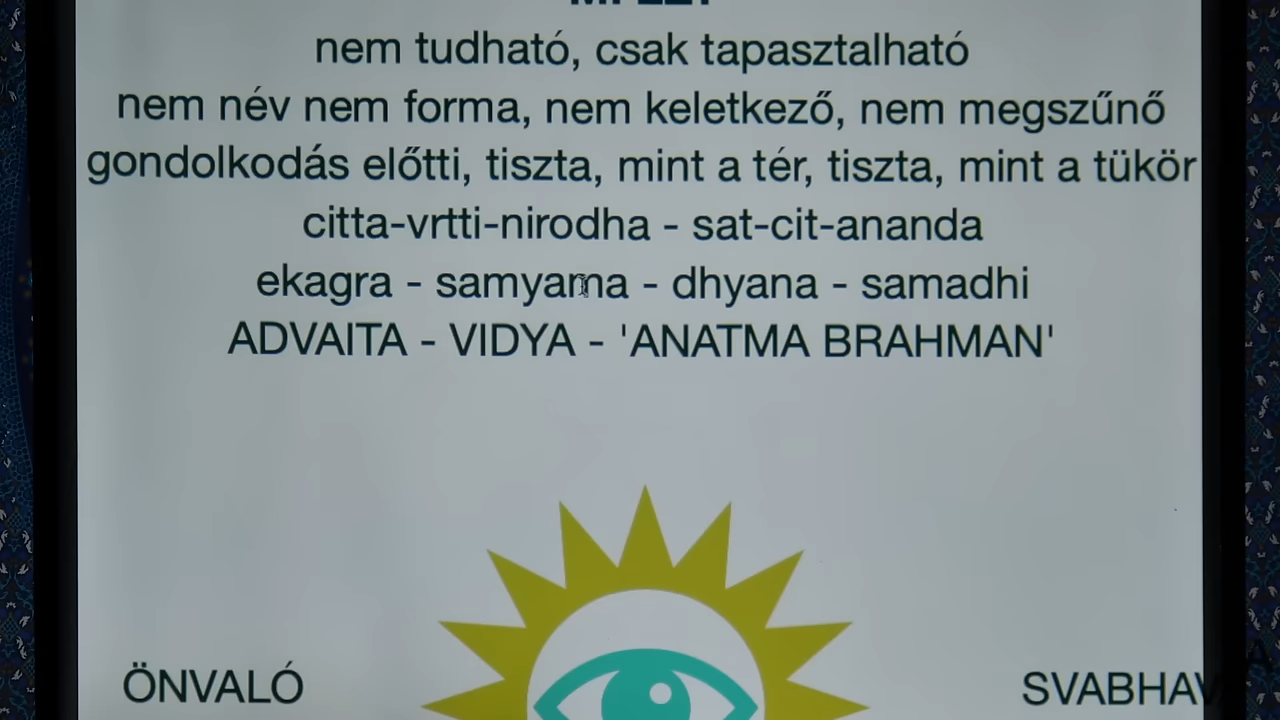 nem tudható, csak tapasztalható
nem név nem forma, nem keletkező, nem megszűnő
gondolkodás előtti, tiszta, mint a tér, tiszta, mint a tükör
citta-vrtti-nirodha - sat-cit-ananda
ekagra - samyama - dhyana - samadhi
ADVAITA - VIDYA - 'ANATMA BRAHMAN'
ÖNVALÓ
SVABHAVA